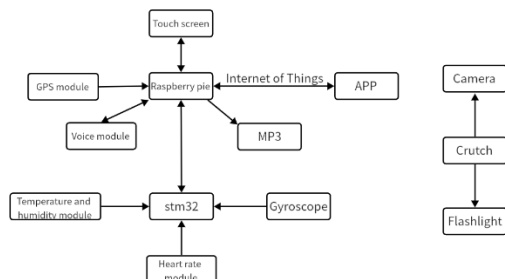 Touch screen
GPS module
Raspberry pie
Internet of Things
APP
Camera
Voice module
MP3
Crutch
Temperature and
humidity module
stm32
Gyroscope
Flashlight
Heart rate
module